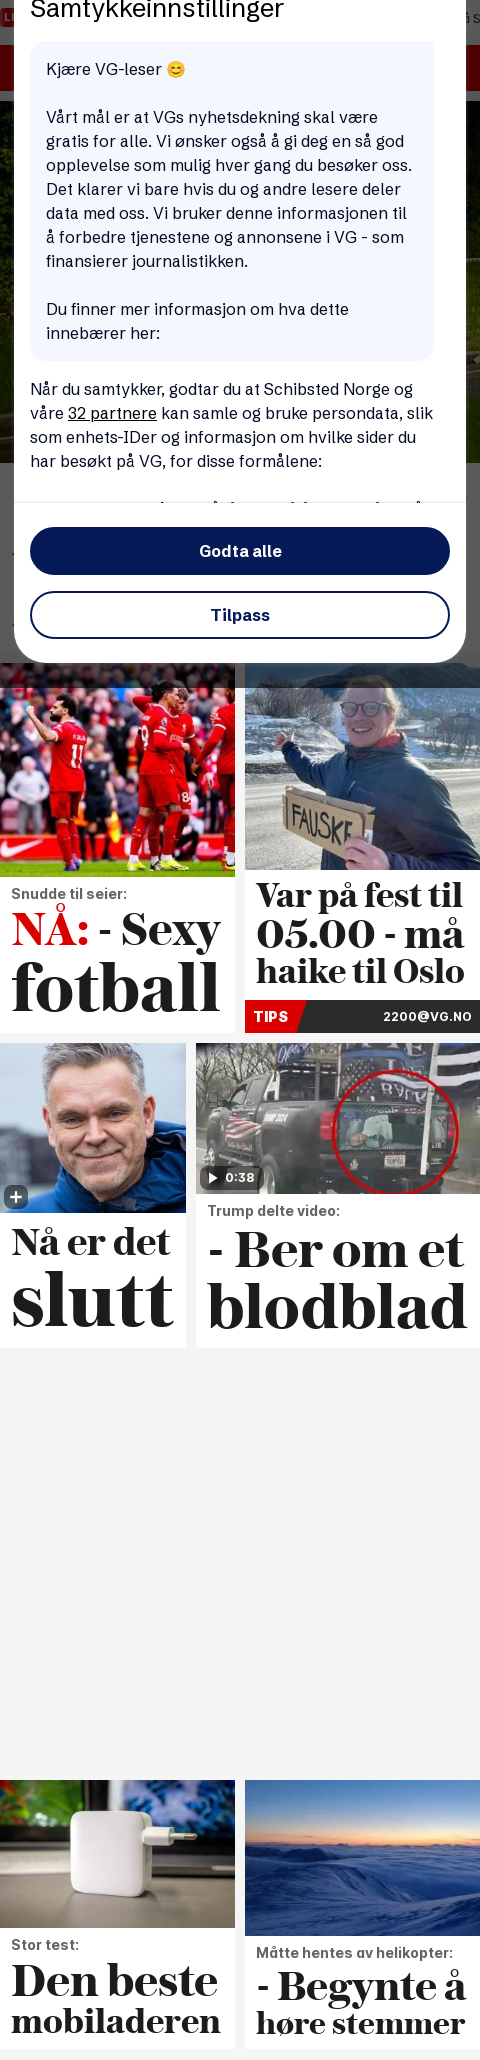 Samtykkeinnstillinger
Kjære VG-leser 😊
Vårt mål er at VGs nyhetsdekning skal være
gratis for alle. Vi ønsker også å gi deg en så god
opplevelse som mulig hver gang du besøker oss.
Det klarer vi bare hvis du og andre lesere deler
data med oss. Vi bruker denne informasjonen til
å forbedre tjenestene og annonsene i VG - som
finansierer journalistikken.
Du finner mer informasjon om hva dette
innebærer her:
Når du samtykker, godtar du at Schibsted Norge og
våre 32 partnere kan samle og bruke persondata, slik
som enhets-IDer og informasjon om hvilke sider du
har besøkt på VG, for disse formålene:
Godta alle
Tilpass
FAUSKE
Snudde til seier:
NÅ: - Sexy
fotball
Var på fest til
05.00 - må
haike til Oslo
TIPS
2200@VG.NO
0:38
Trump delte video:
- Ber om et
blodblad
Nå er det
slutt
Stor test:
Den beste
mobiladeren
Måtte hentes av helikopter:
- Begynte å
høre stemmer